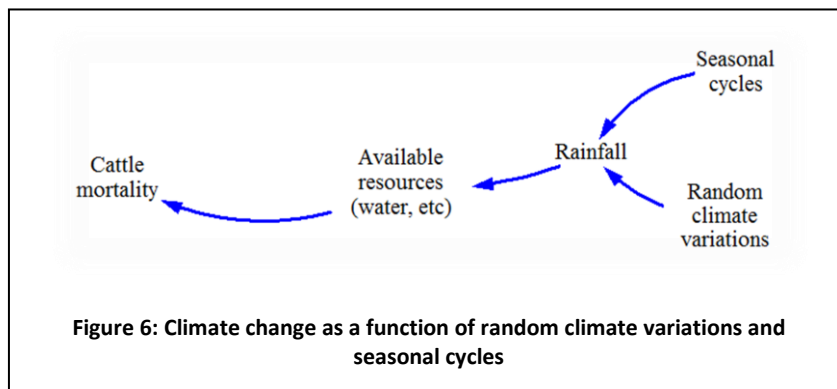 Seasonal
cycles
Rainfall
Cattle
mortality
Available
resources
(water, etc)
Random
climate
variations
Figure 6: Climate change as a function of random climate variations and
seasonal cycles